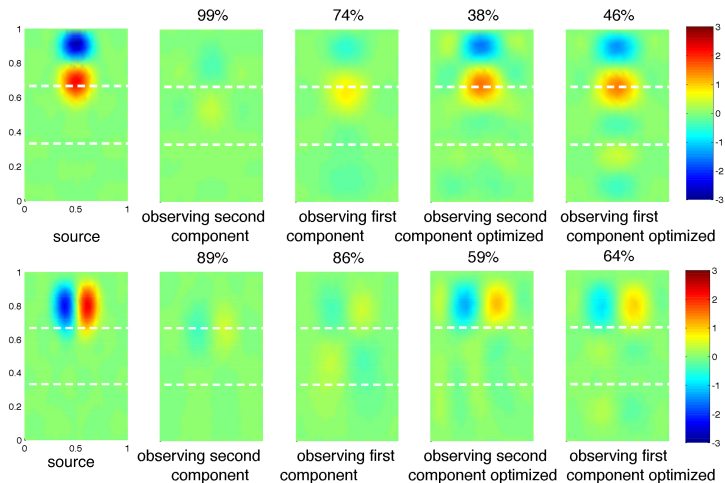 99% 74% 38% 46%
1
0.8
0.6
0.4
0.2
0
0 0.5 1
3
2
1
0
-1
-2
-3
source
observing second
component
observing first
component
observing second
component optimized
observing first
component optimized
89% 86% 59% 64%
1
0.8
0.6
0.4
0.2
0
0 0.5 1
3
2
1
0
-1
-2
-3
source
observing second
component
observing first
component
observing second
component optimized
observing first
component optimized